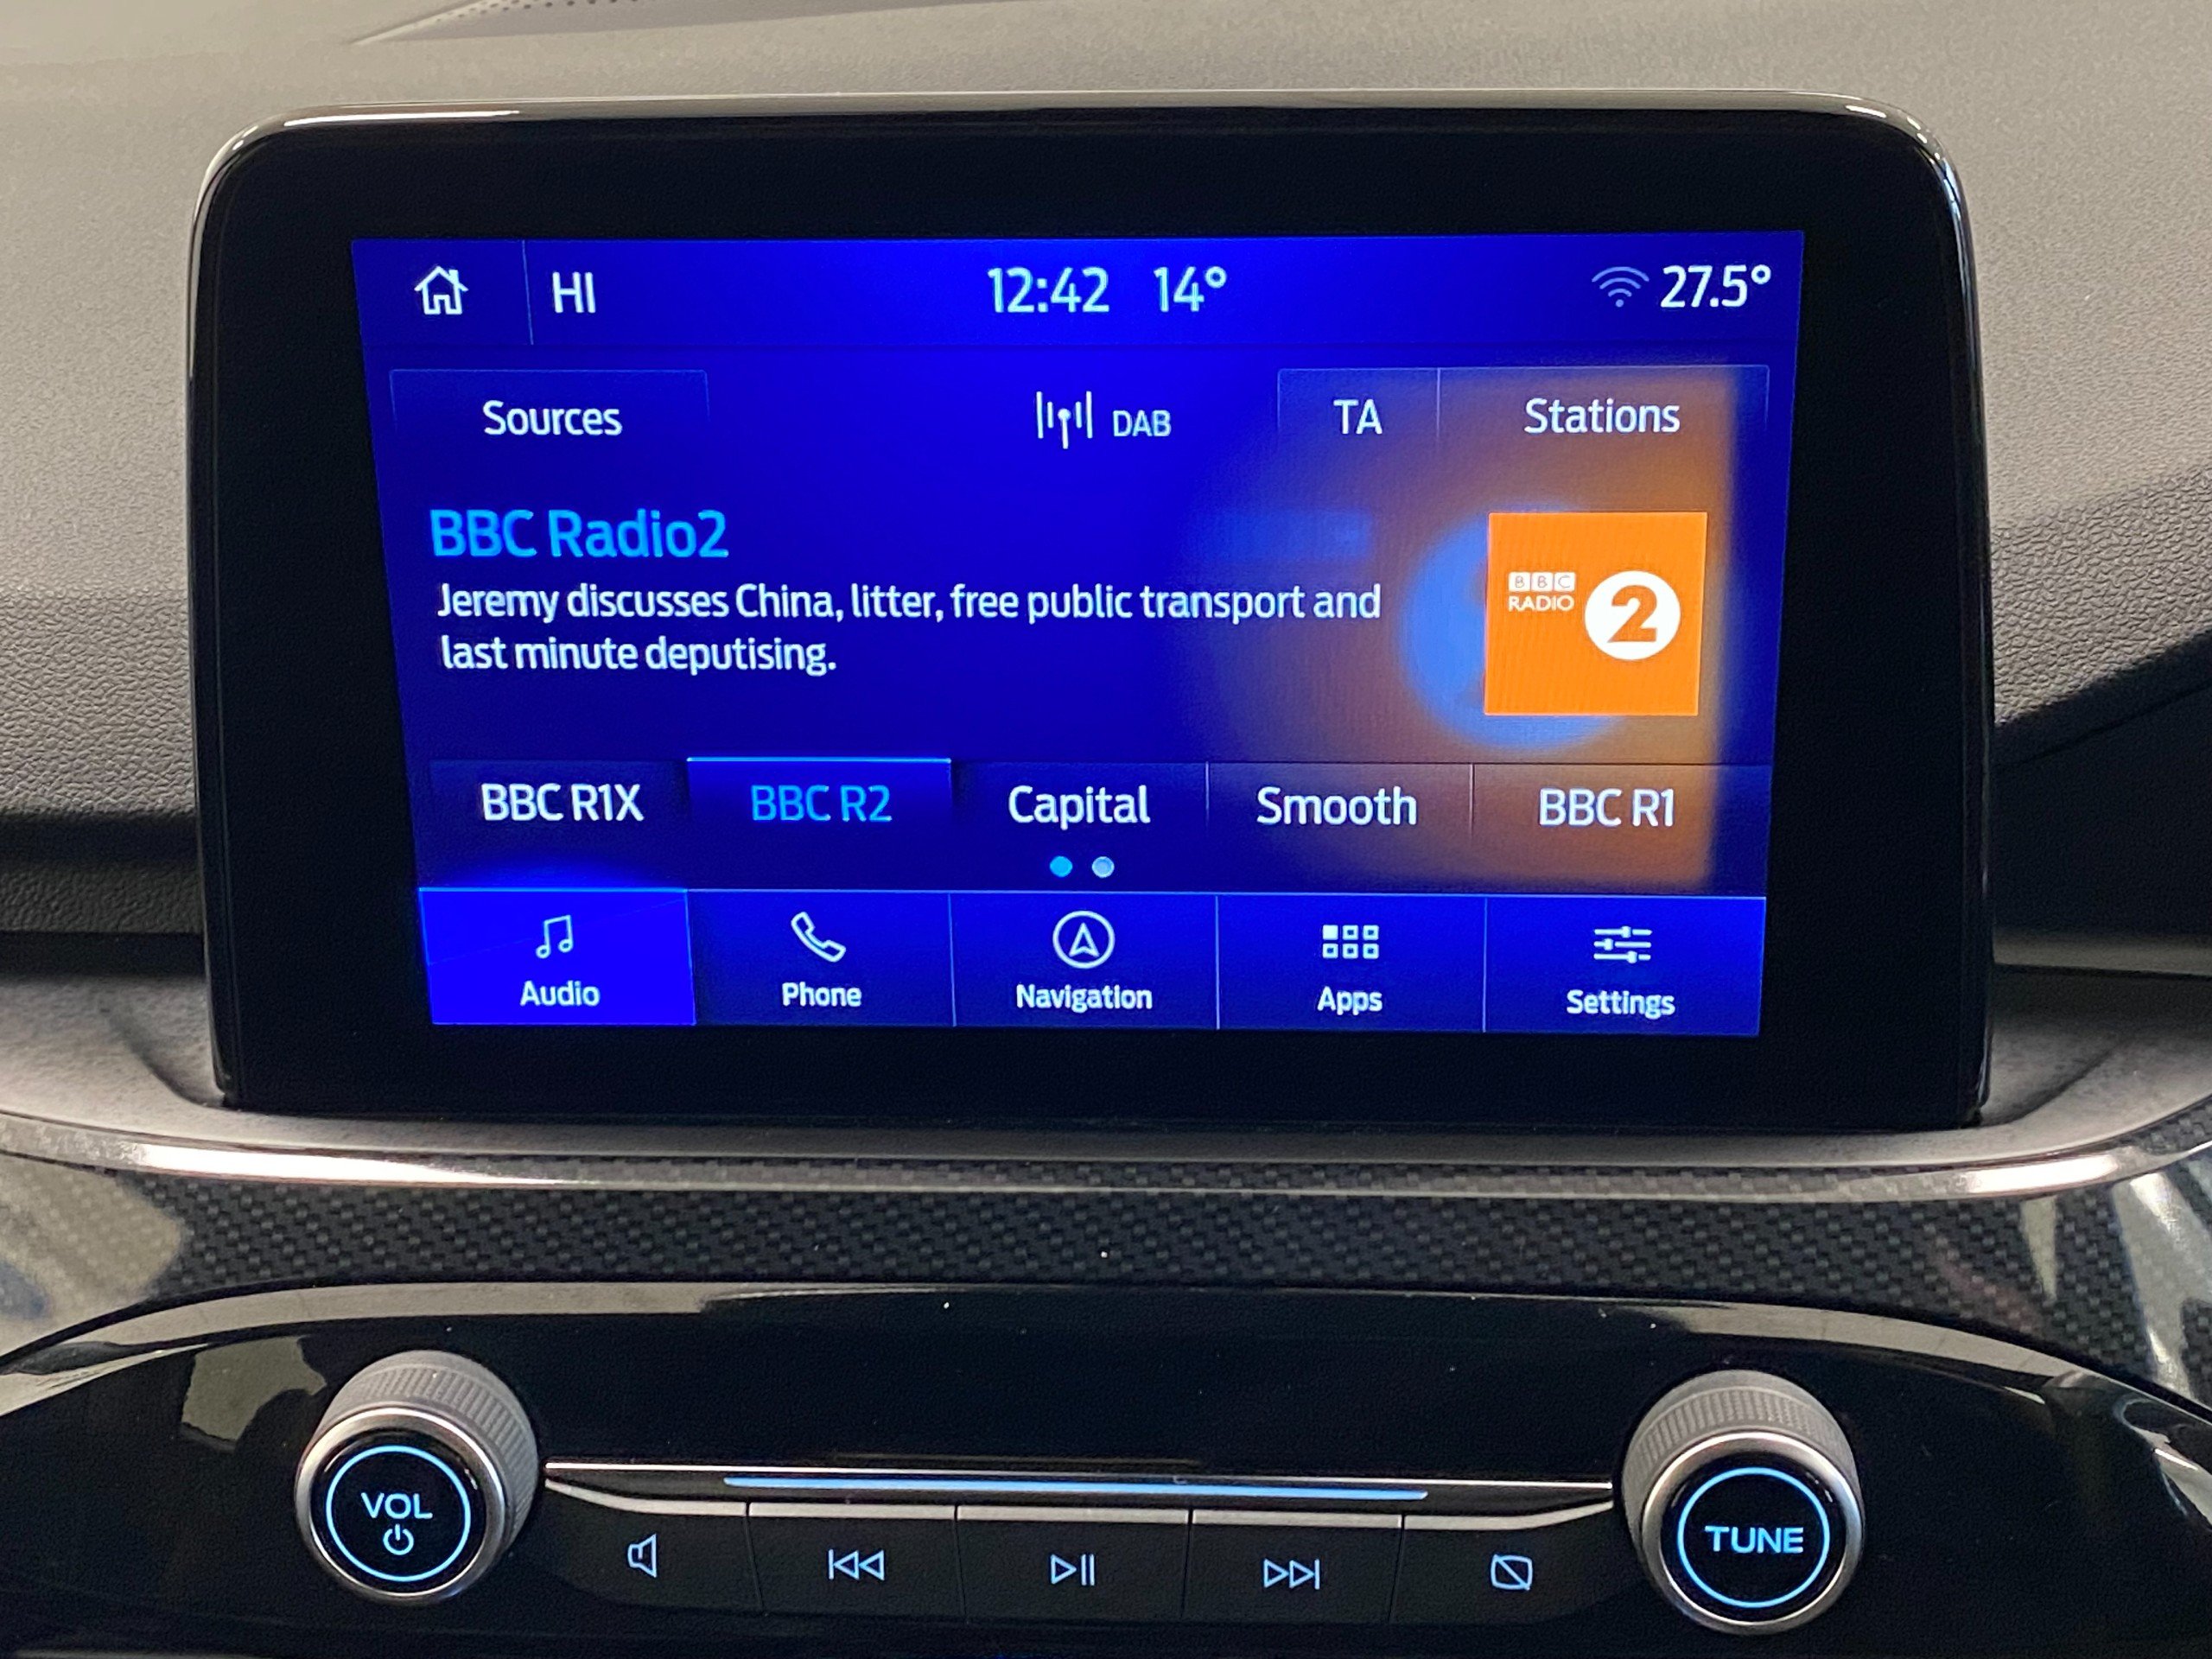 HI 12:42 14° 27.5°
Sources DAB TA Stations
BBC Radio2
Jeremy discusses China, litter, free public transport and
last minute deputising.
BBC
RADIO 2
BBC R1X BBC R2 Capital Smooth BBC R1
Audio Phone Navigation Apps Settings
VOL
TUNE